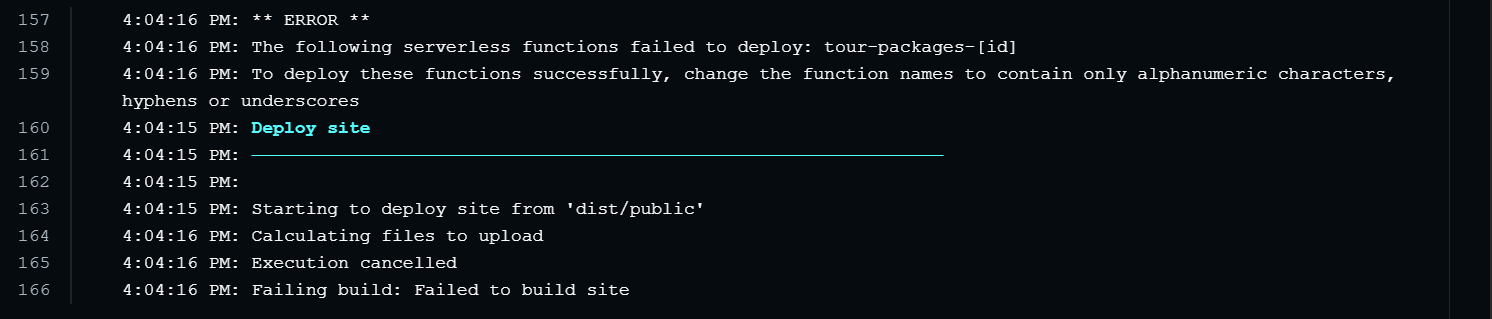 157 4:04:16 PM: ** ERROR **
158 4:04:16 PM: The following serverless functions failed to deploy: tour-packages-[id]
159 4:04:16 PM: To deploy these functions successfully, change the function names to contain only alphanumeric characters,
hyphens or underscores
160 4:04:15 PM: Deploy site
161 4:04:15 PM: ────────────────────────────────────────────────────────────────
162 4:04:15 PM:
163 4:04:15 PM: Starting to deploy site from 'dist/public'
164 4:04:16 PM: Calculating files to upload
165 4:04:16 PM: Execution cancelled
166 4:04:16 PM: Failing build: Failed to build site